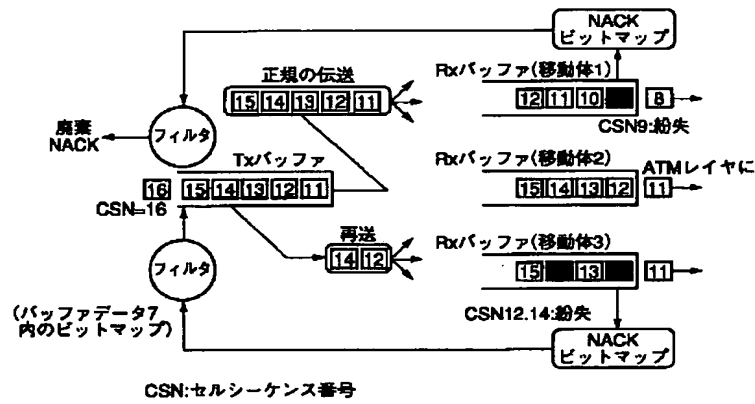 NACK
ビットマップ
正規の伝送
15 14 13 12 11
Rxバッファ(移動体1)
12 11 10 8
CSN9:紛失
廃棄
NACK
フィルタ
Txバッファ
16 15 14 13 12 11
CSN=16
Rxバッファ(移動体2)
ATMレイヤに
15 14 13 12 11
再送
14 12
フィルタ
Rxバッファ(移動体3)
15 13 11
(バッファデータ7
内のビットマップ)
CSN12.14:紛失
NACK
ビットマップ
CSN:セルシーケンス番号